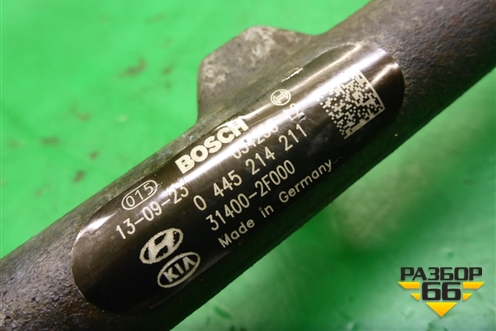 015
13-09-23
BOSCH
0 445 214 211
31400-2F000
Made in Germany
KIA
РАЗБОР
66